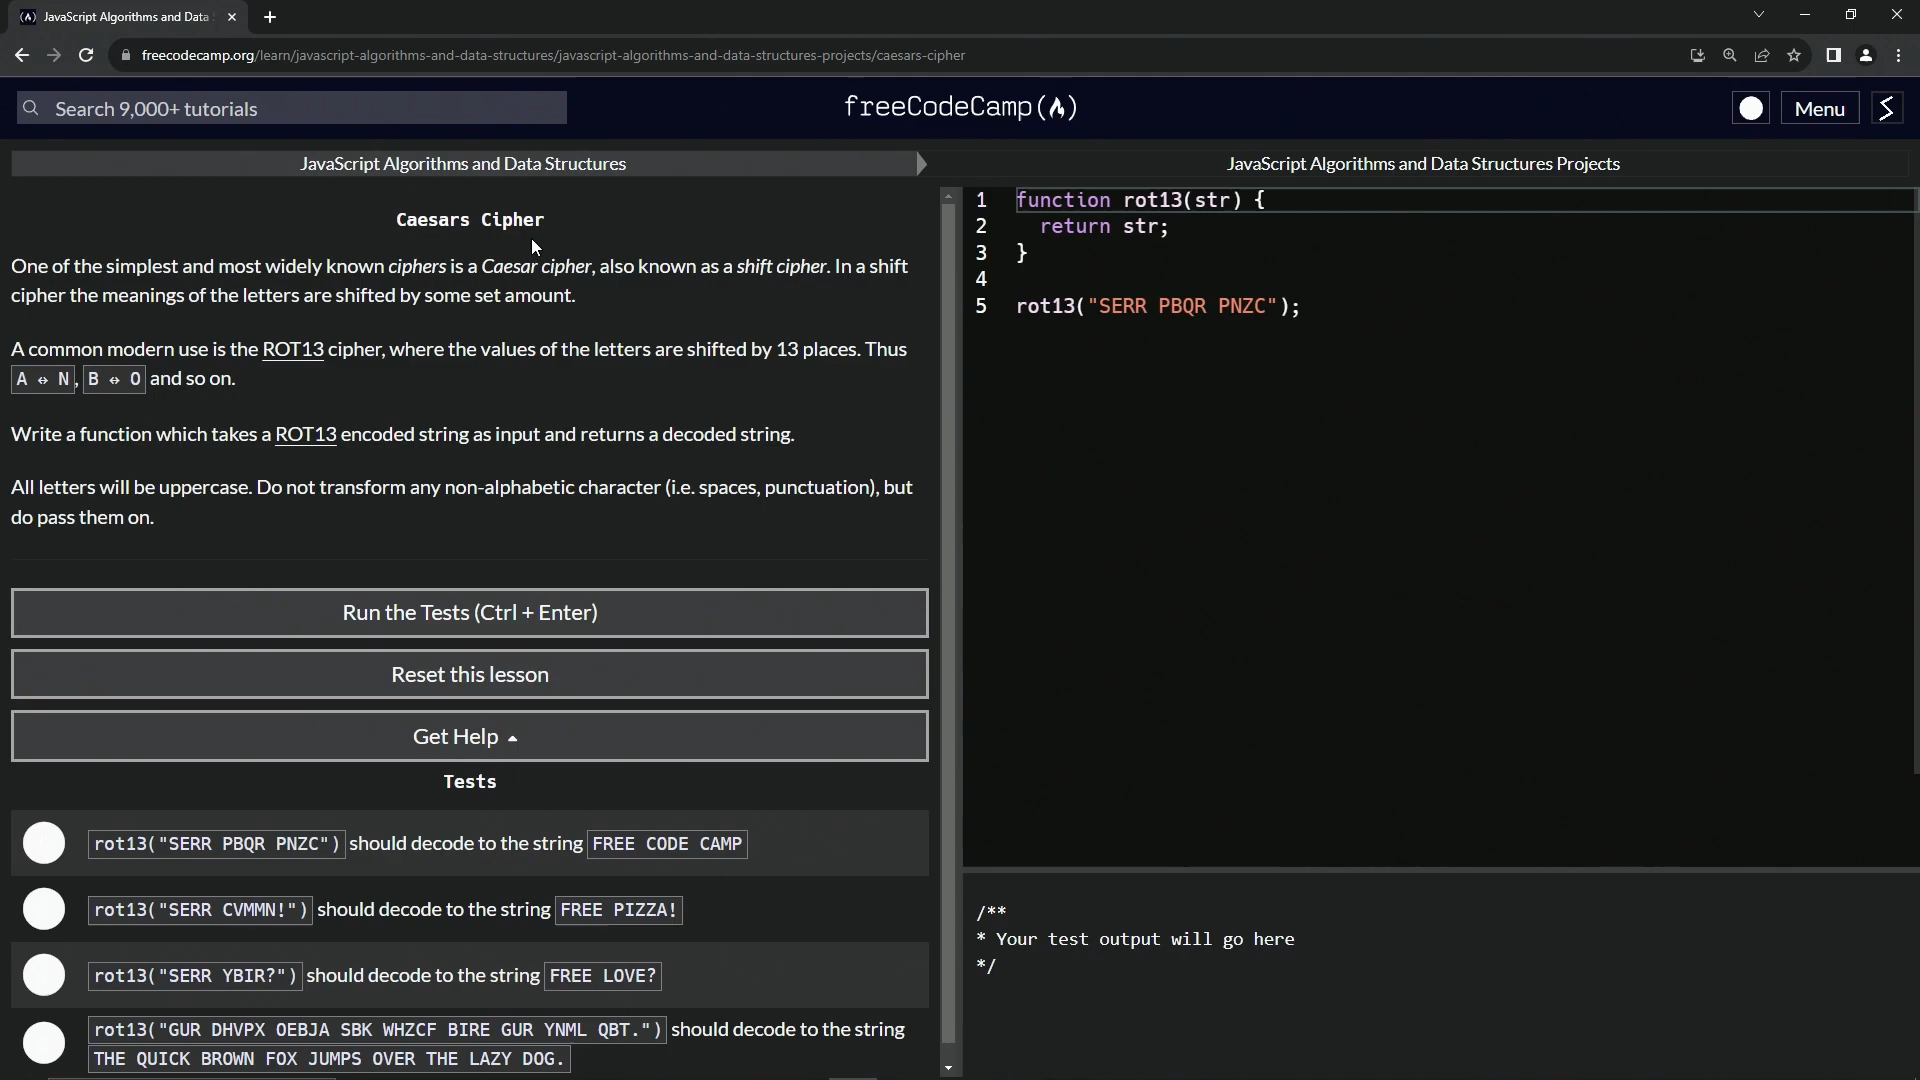 JavaScript Algorithms and Data
freecodecamp.org/learn/javascript-algorithms-and-data-structures/javascript-algorithms-and-data-structures-projects/caesars-cipher
Search 9,000+ tutorials
freeCodeCamp(🔥)
Menu
JavaScript Algorithms and Data Structures
JavaScript Algorithms and Data Structures Projects
Caesars Cipher
One of the simplest and most widely known ciphers is a Caesar cipher, also known as a shift cipher. In a shift
cipher the meanings of the letters are shifted by some set amount.
A common modern use is the ROT13 cipher, where the values of the letters are shifted by 13 places. Thus
A ↔ N, B ↔ O and so on.
Write a function which takes a ROT13 encoded string as input and returns a decoded string.
All letters will be uppercase. Do not transform any non-alphabetic character (i.e. spaces, punctuation), but
do pass them on.
Run the Tests (Ctrl + Enter)
Reset this lesson
Get Help
Tests
rot13("SERR PBQR PNZC") should decode to the string FREE CODE CAMP
rot13("SERR CVMMN!") should decode to the string FREE PIZZA!
rot13("SERR YBIR?") should decode to the string FREE LOVE?
rot13("GUR DHVPX OEBJA SBK WHZCF BIRE GUR YNML QBT.") should decode to the string
THE QUICK BROWN FOX JUMPS OVER THE LAZY DOG.
1 function rot13(str) {
2 return str;
3 }
4
5 rot13("SERR PBQR PNZC");
/**
* Your test output will go here
*/